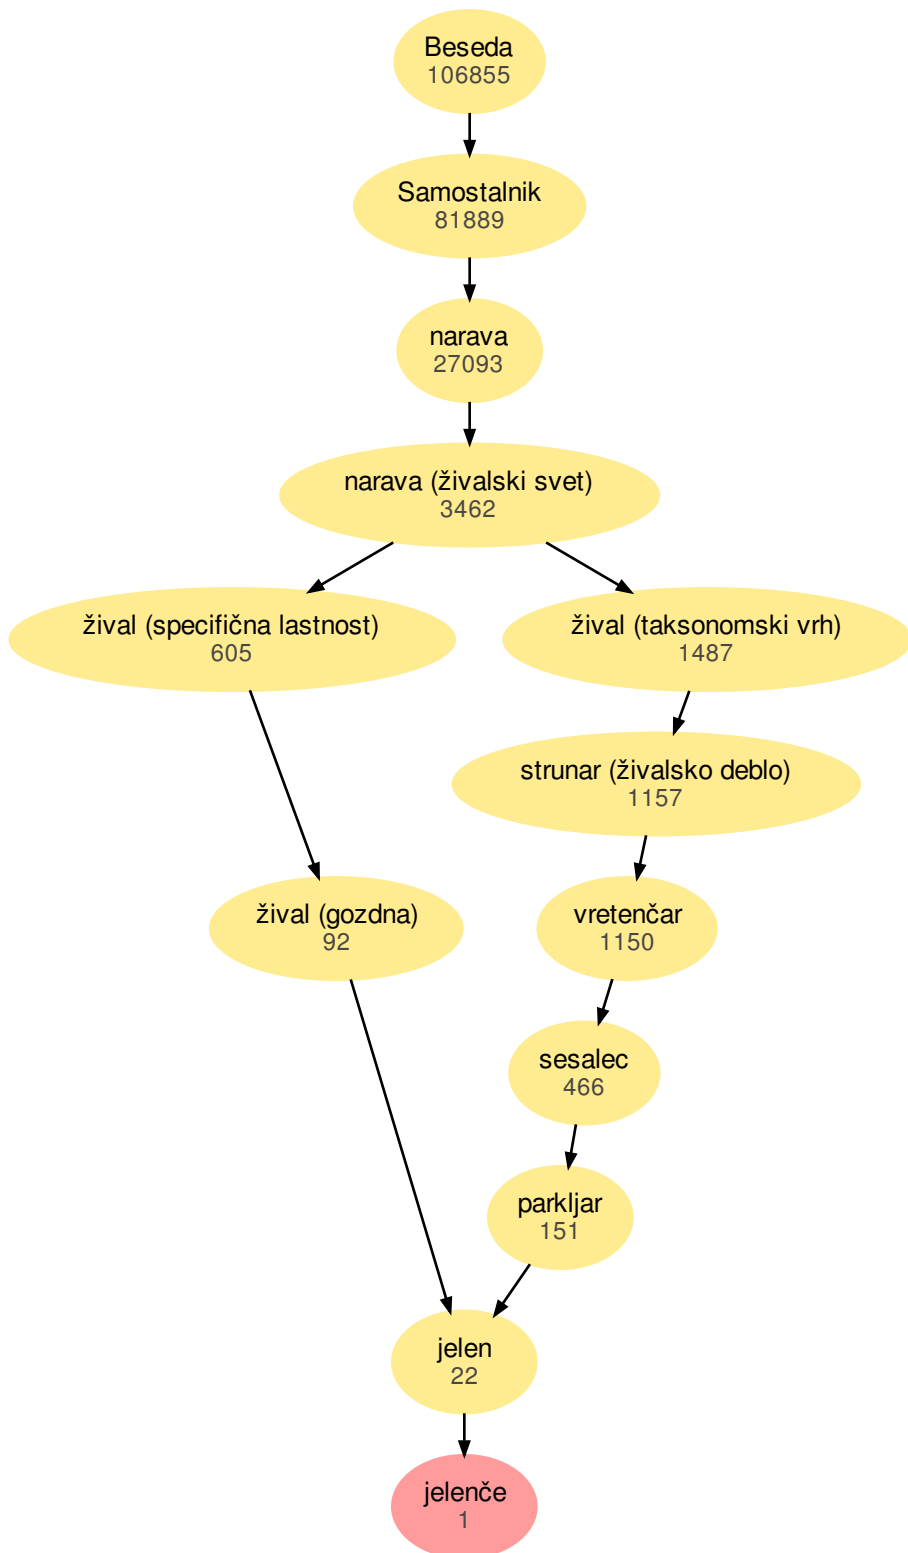 Beseda
106855
Samostalnik
81889
narava
27093
narava (živalski svet)
3462
žival (specifična lastnost)
605
žival (taksonomski vrh)
1487
strunar (živalsko deblo)
1157
žival (gozdna)
92
vretenčar
1150
sesalec
466
parkljar
151
jelen
22
jelenče
1